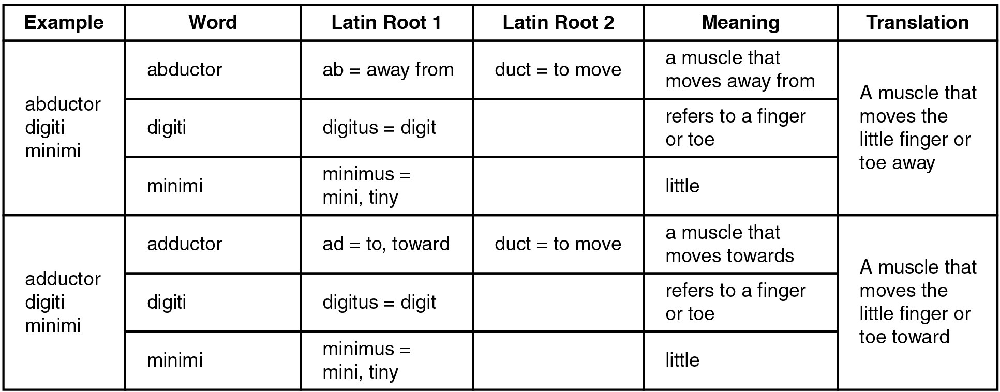 Example Word Latin Root 1 Latin Root 2 Meaning Translation
abductor
digiti
minimi
abductor
ab = away from
duct = to move
a muscle that
moves away from
digiti
digitus = digit
refers to a finger
or toe
minimi
minimus =
mini, tiny
little
A muscle that
moves the
little finger or
toe away
adductor
digiti
minimi
adductor
ad = to, toward
duct = to move
a muscle that
moves towards
digiti
digitus = digit
refers to a finger
or toe
minimi
minimus =
mini, tiny
little
A muscle that
moves the
little finger or
toe toward